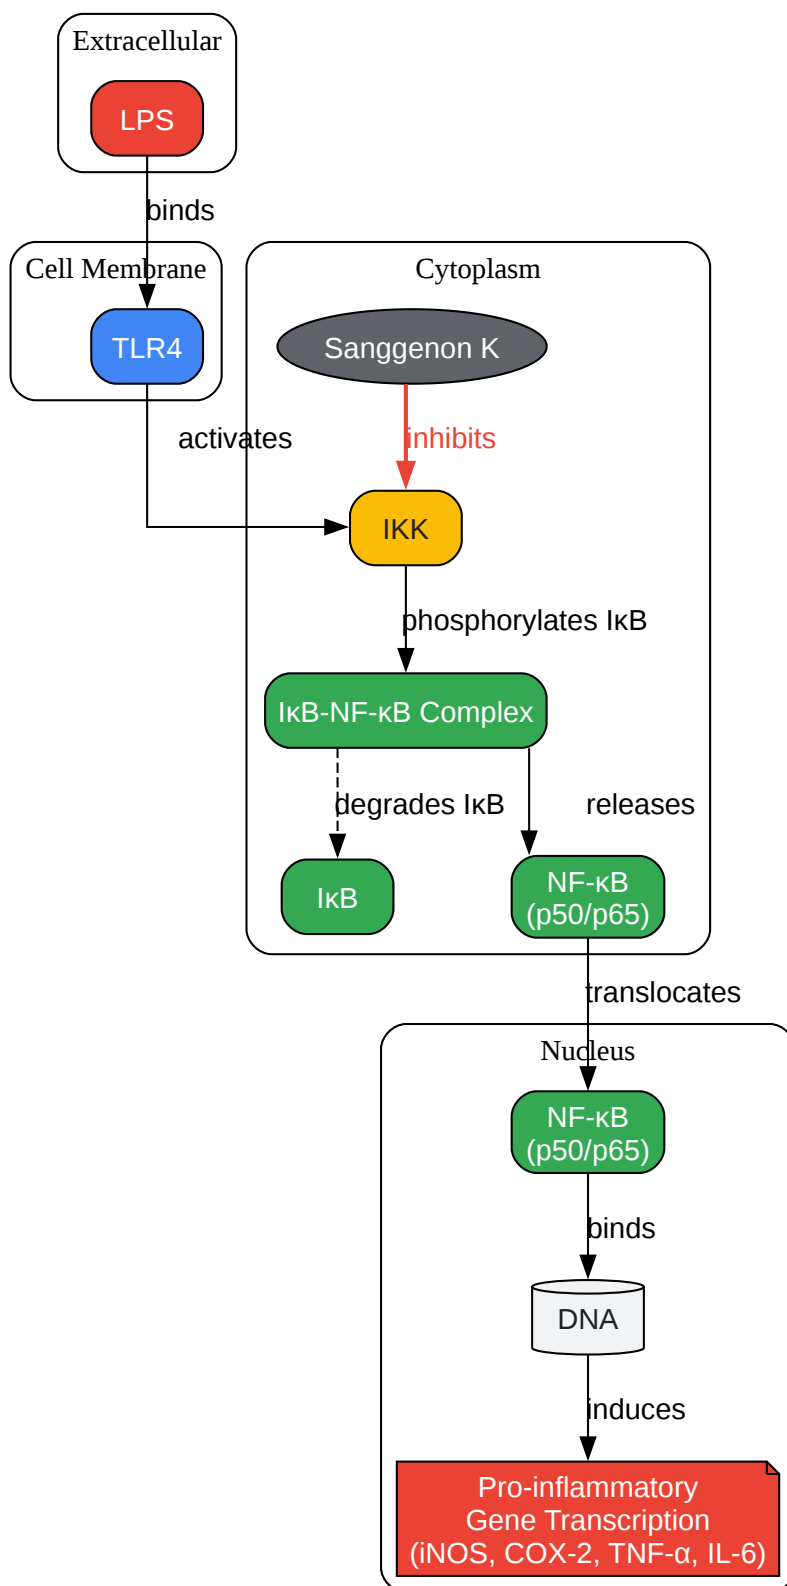 Extracellular
LPS
binds
Cell Membrane
TLR4
Cytoplasm
Sanggenon K
activates
inhibits
IKK
phosphorylates IκB
IκB-NF-κB Complex
degrades IκB
releases
IκB
NF-κB
(p50/p65)
translocates
Nucleus
NF-κB
(p50/p65)
binds
DNA
induces
Pro-inflammatory
Gene Transcription
(iNOS, COX-2, TNF-α, IL-6)